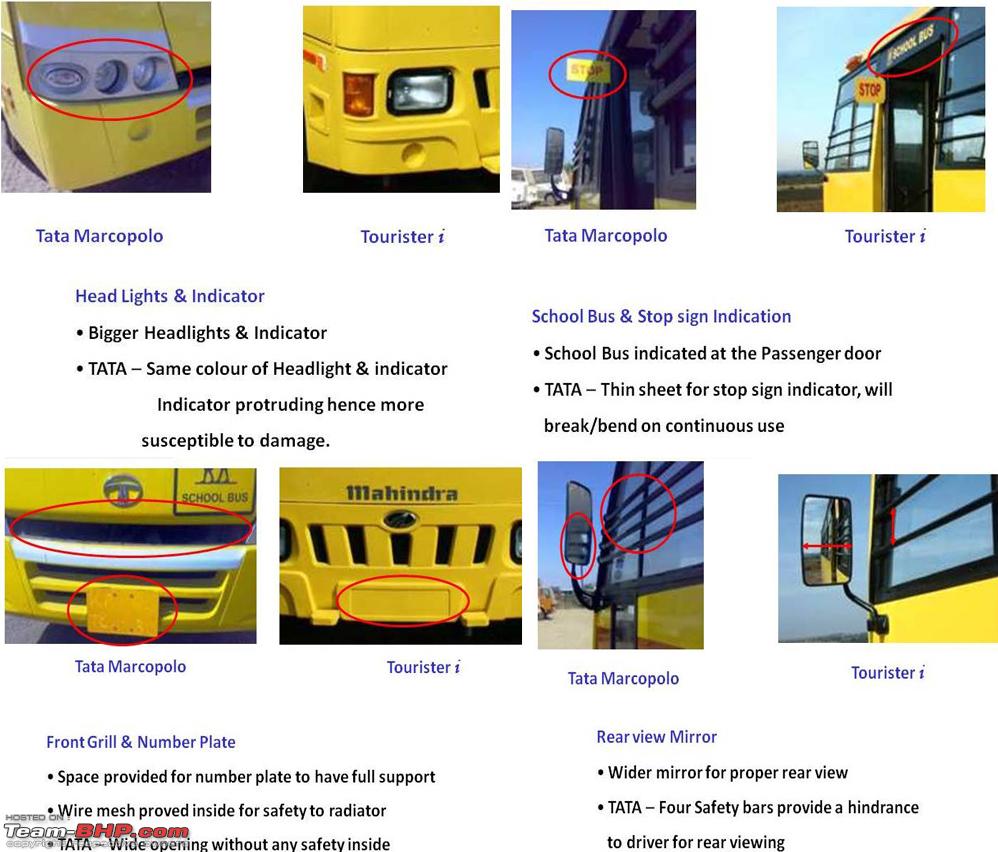 STOP
SCHOOL BUS
STOP
Tata Marcopolo
Tourister i
Tata Marcopolo
Tourister i
Head Lights & Indicator
• Bigger Headlights & Indicator
• TATA – Same colour of Headlight & indicator
Indicator protruding hence more
susceptible to damage.
School Bus & Stop sign Indication
• School Bus indicated at the Passenger door
• TATA – Thin sheet for stop sign indicator, will
break/bend on continuous use
SCHOOL BUS
Mahindra
Tata Marcopolo
Tourister i
Tata Marcopolo
Tourister i
Front Grill & Number Plate
• Space provided for number plate to have full support
• Wire mesh proved inside for safety to radiator
• TATA – Wide opening without any safety inside
Rear view Mirror
• Wider mirror for proper rear view
• TATA – Four Safety bars provide a hindrance
to driver for rear viewing
HOSTED ON :
Team-BHP.com